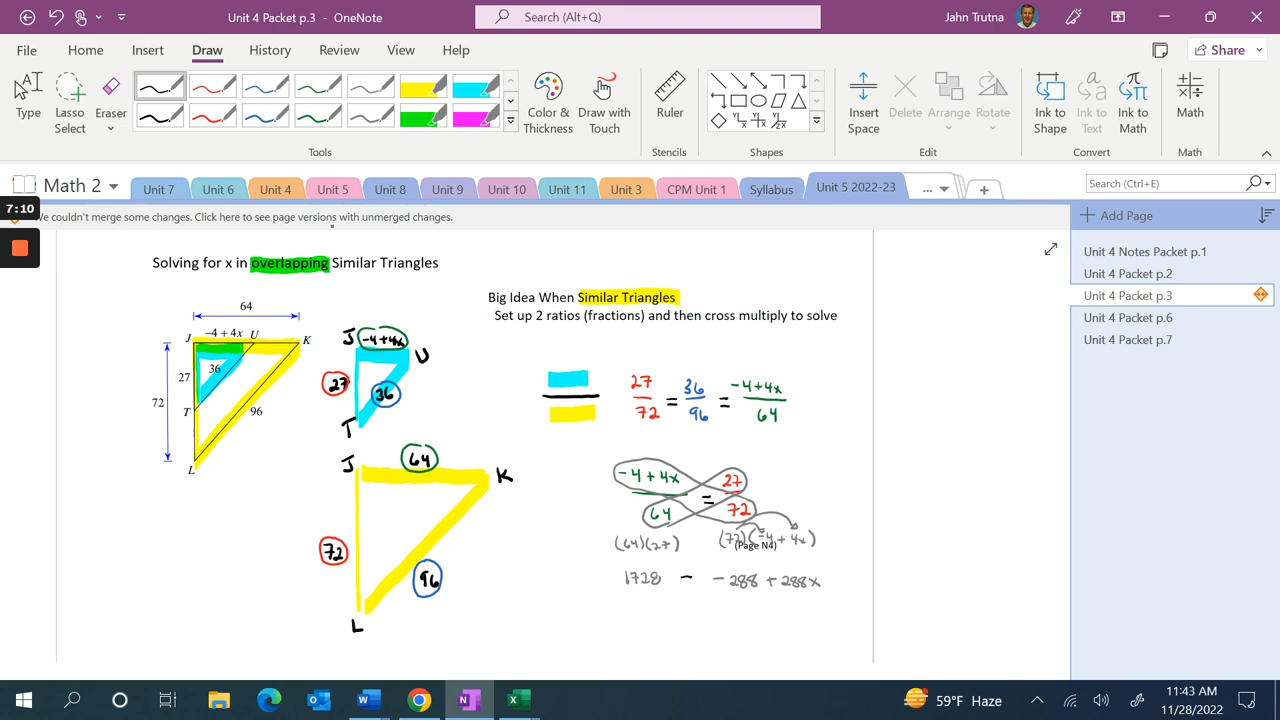 Unit 4 Packet p.3 - OneNote
Search (Alt+Q)
Jahn Trutna
File Home Insert Draw History Review View Help
Share
Type
Lasso Select
Eraser
Color & Thickness
Draw with Touch
Ruler
Insert Space
Delete
Arrange
Rotate
Ink to Shape
Ink to Text
Ink to Math
Math
Tools
Stencils
Shapes
Edit
Convert
Math
Math 2
Unit 7
Unit 6
Unit 4
Unit 5
Unit 8
Unit 9
Unit 10
Unit 11
Unit 3
CPM Unit 1
Syllabus
Unit 5 2022-23
...
Search (Ctrl+E)
7:10
e couldn't merge some changes. Click here to see page versions with unmerged changes.
Add Page
Unit 4 Notes Packet p.1
Unit 4 Packet p.2
Unit 4 Packet p.3
Unit 4 Packet p.6
Unit 4 Packet p.7
Solving for x in overlapping Similar Triangles
Big Idea When Similar Triangles
Set up 2 ratios (fractions) and then cross multiply to solve
64
J -4 + 4x U K
36
27
72
96
T
L
J -4+4x U
27
36
T
J 64 K
72
96
L
27/72 = 36/96 = -4+4x/64
-4+4x/64 = 27/72
(64)(27) (72)(-4 + 4x)
(Page N4)
1728 - -288 + 288x
59°F Haze
11:43 AM
11/28/2022